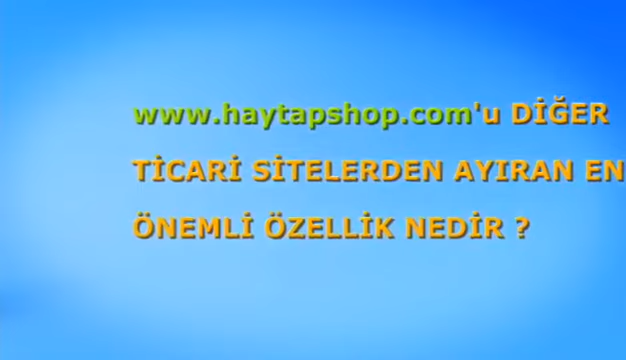 www.haytapshop.com'u DİĞER
TİCARİ SİTELERDEN AYIRAN EN
ÖNEMLİ ÖZELLİK NEDİR ?